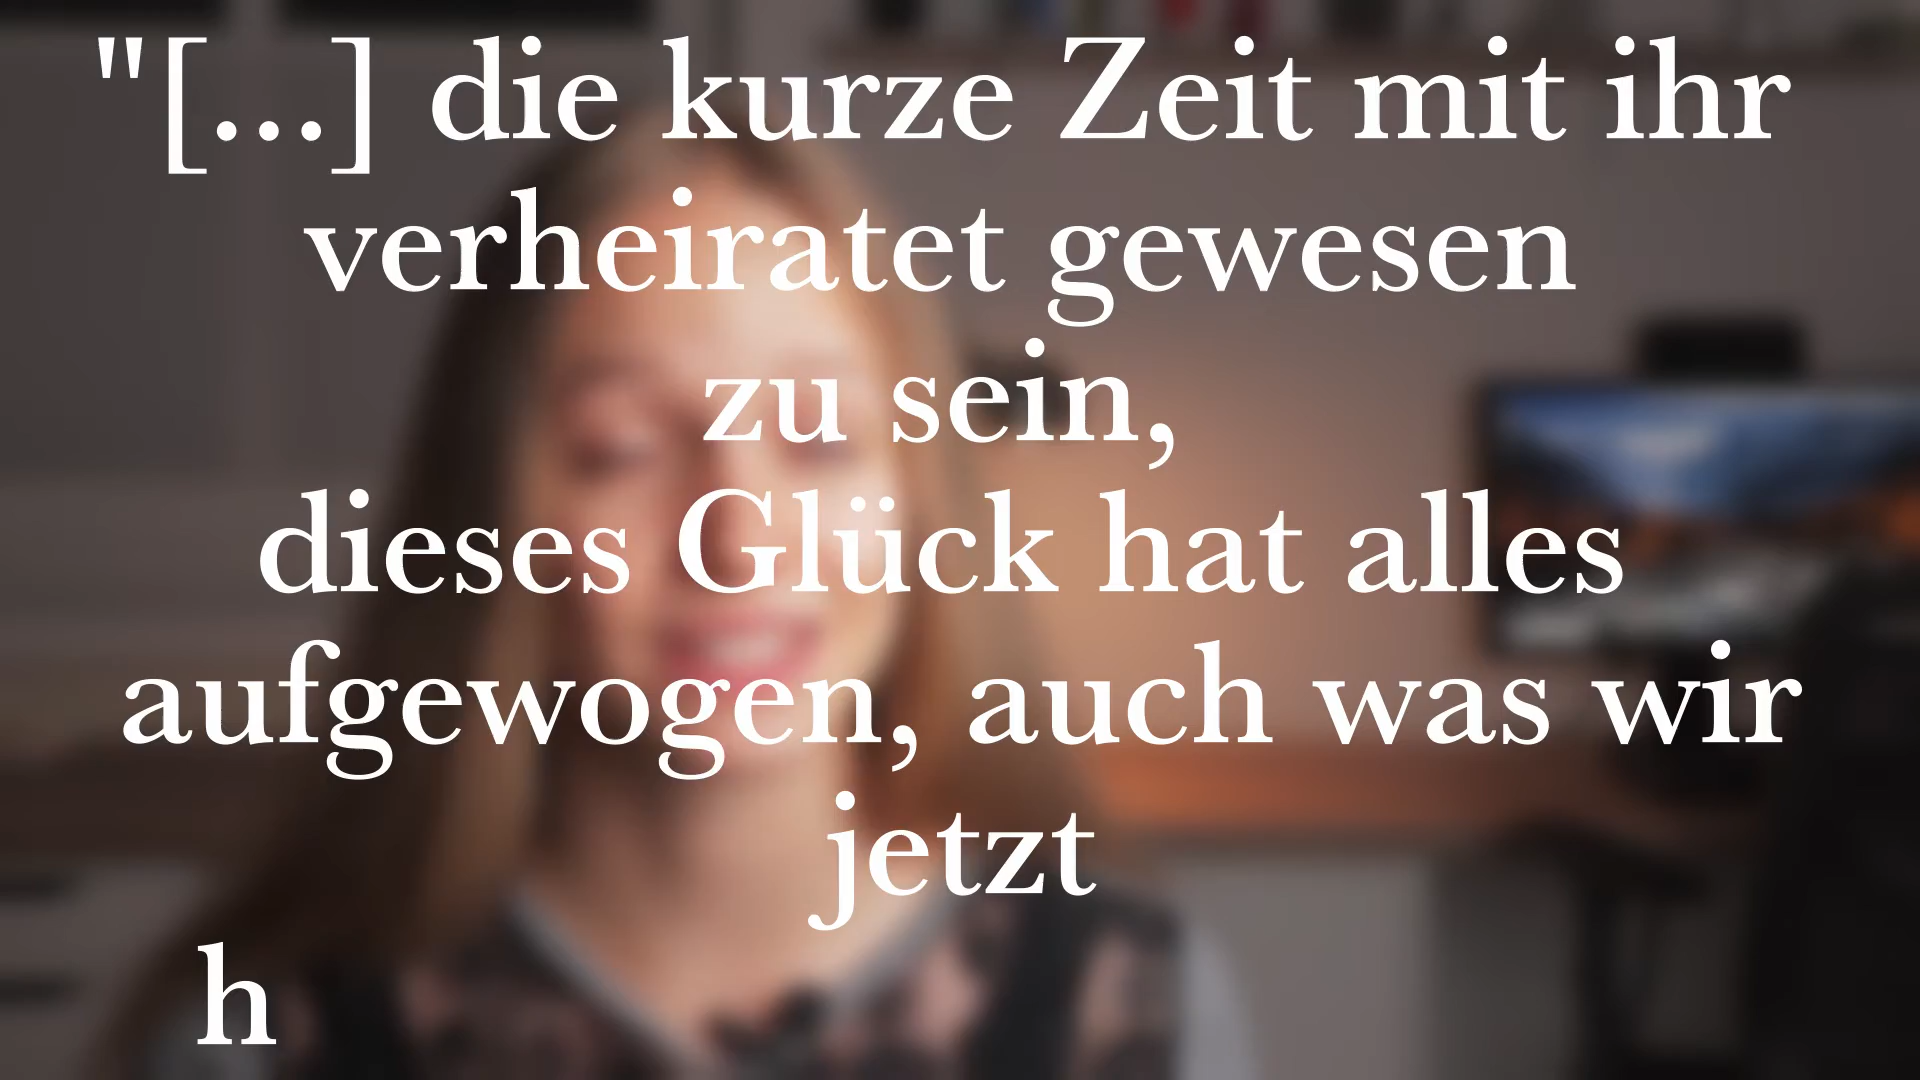 "[...] die kurze Zeit mit ihr
verheiratet gewesen
zu sein,
dieses Glück hat alles
aufgewogen, auch was wir
jetzt
h